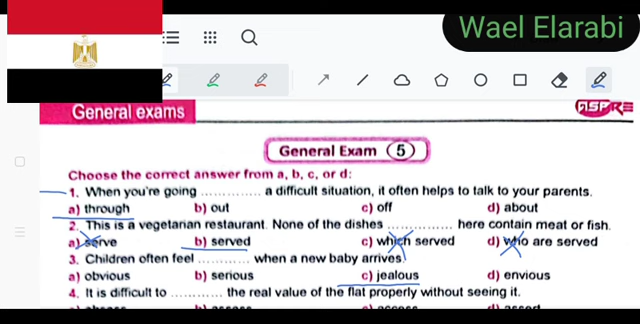 Wael Elarabi
General exams
ASPIRE
General Exam 5
Choose the correct answer from a, b, c, or d:
1. When you're going ............ a difficult situation, it often helps to talk to your parents.
a) through b) out c) off d) about
2. This is a vegetarian restaurant. None of the dishes ............ here contain meat or fish.
a) serve b) served c) which served d) who are served
3. Children often feel ............ when a new baby arrives.
a) obvious b) serious c) jealous d) envious
4. It is difficult to ............ the real value of the flat properly without seeing it.